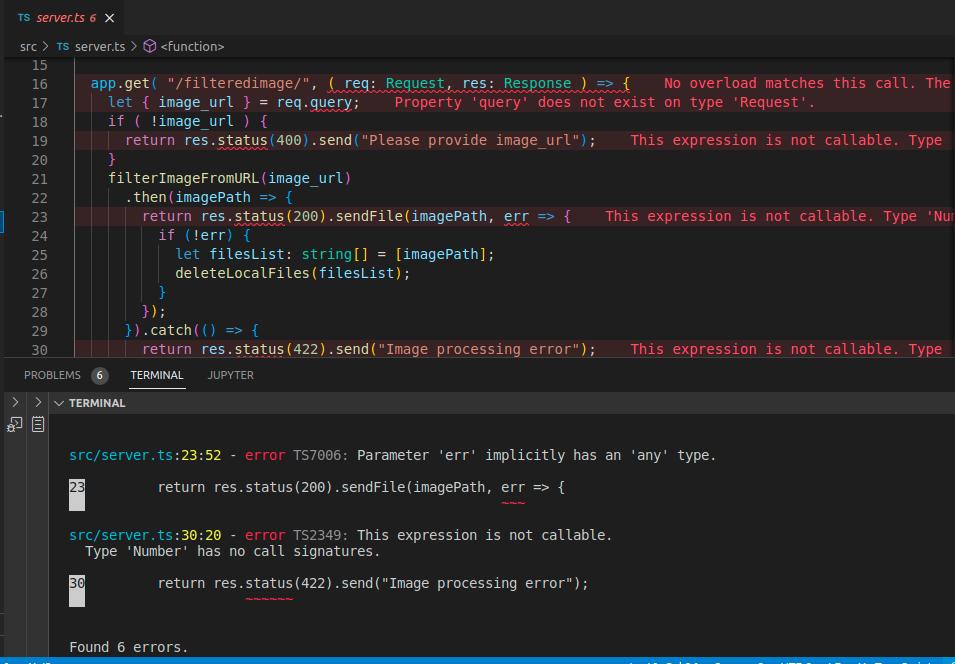 TS server.ts 6
src > TS server.ts > <function>
15
16 app.get( "/filteredimage/", ( req: Request, res: Response ) => { No overload matches this call. The
17 let { image_url } = req.query; Property 'query' does not exist on type 'Request'.
18 if ( !image_url ) {
19 return res.status(400).send("Please provide image_url"); This expression is not callable. Type
20 }
21 filterImageFromURL(image_url)
22 .then(imagePath => {
23 return res.status(200).sendFile(imagePath, err => { This expression is not callable. Type 'Nu
24 if (!err) {
25 let filesList: string[] = [imagePath];
26 deleteLocalFiles(filesList);
27 }
28 });
29 }).catch(() => {
30 return res.status(422).send("Image processing error"); This expression is not callable. Type
PROBLEMS 6 TERMINAL JUPYTER
TERMINAL
src/server.ts:23:52 - error TS7006: Parameter 'err' implicitly has an 'any' type.
23 return res.status(200).sendFile(imagePath, err => {
~~~
src/server.ts:30:20 - error TS2349: This expression is not callable.
Type 'Number' has no call signatures.
30 return res.status(422).send("Image processing error");
~~~~~~
Found 6 errors.